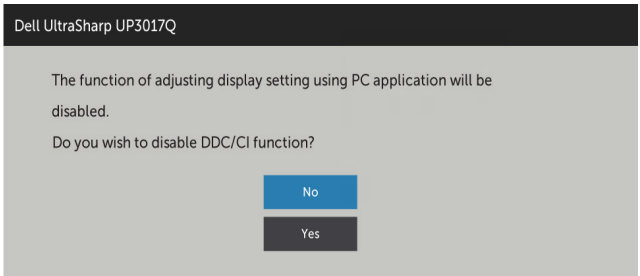 Dell UltraSharp UP3017Q
The function of adjusting display setting using PC application will be
disabled.
Do you wish to disable DDC/CI function?
No
Yes